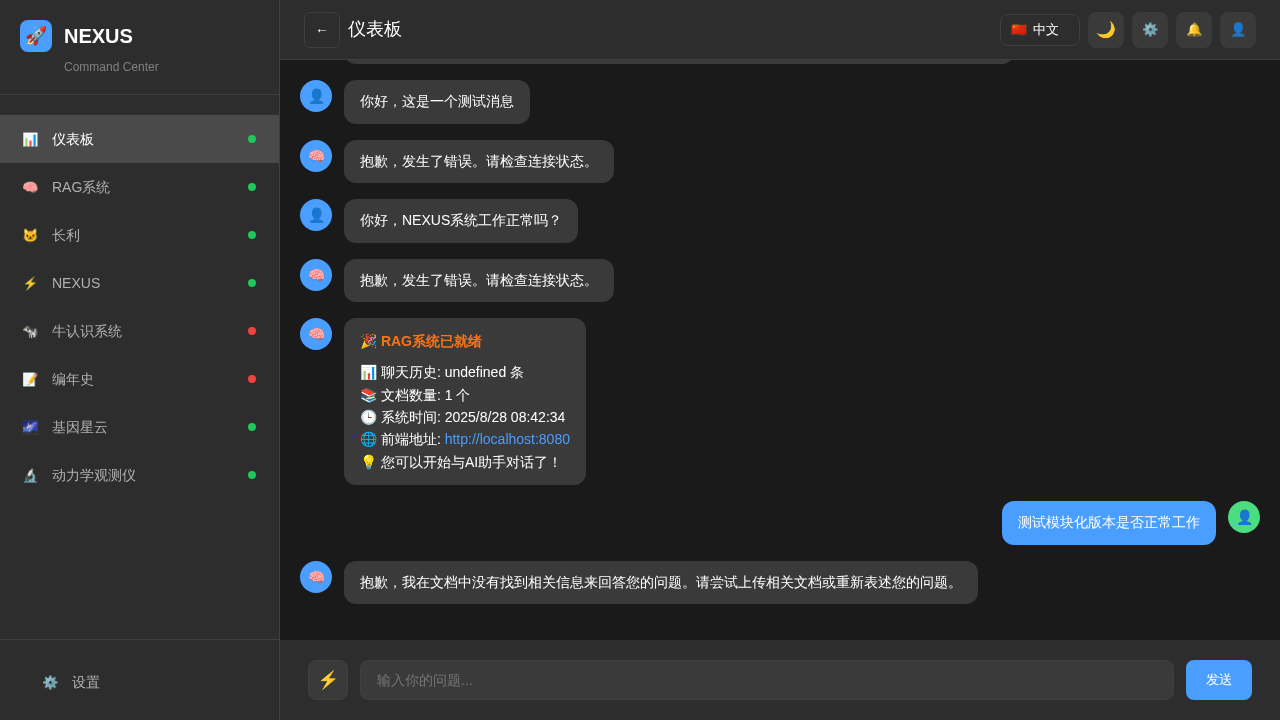 NEXUS
Command Center
仪表板
RAG系统
长利
NEXUS
牛认识系统
编年史
基因星云
动力学观测仪
设置
← 仪表板
🇨🇳 中文
你好，这是一个测试消息
抱歉，发生了错误。请检查连接状态。
你好，NEXUS系统工作正常吗？
抱歉，发生了错误。请检查连接状态。
🎉 RAG系统已就绪
📊 聊天历史: undefined 条
📚 文档数量: 1 个
🕒 系统时间: 2025/8/28 08:42:34
🌐 前端地址: http://localhost:8080
💡 您可以开始与AI助手对话了！
测试模块化版本是否正常工作
抱歉，我在文档中没有找到相关信息来回答您的问题。请尝试上传相关文档或重新表述您的问题。
输入你的问题...
发送